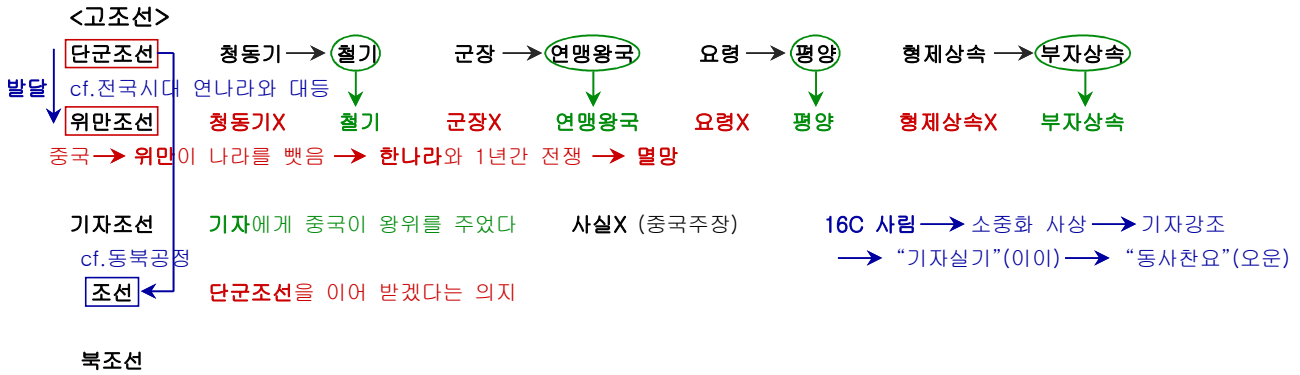 <고조선>
단군조선 청동기 철기 군장 연맹왕국 요령 평양 형제상속 부자상속
발달 cf.전국시대 연나라와 대등
위만조선 청동기X 철기 군장X 연맹왕국 요령X 평양 형제상속X 부자상속
중국 위만이 나라를 뺏음 한나라와 1년간 전쟁 멸망
기자조선 기자에게 중국이 왕위를 주었다 사실X (중국주장) 16C 사림 소중화 사상 기자강조
cf.동북공정 “기자실기”(이이) “동사찬요”(오운)
조선 단군조선을 이어 받겠다는 의지
북조선